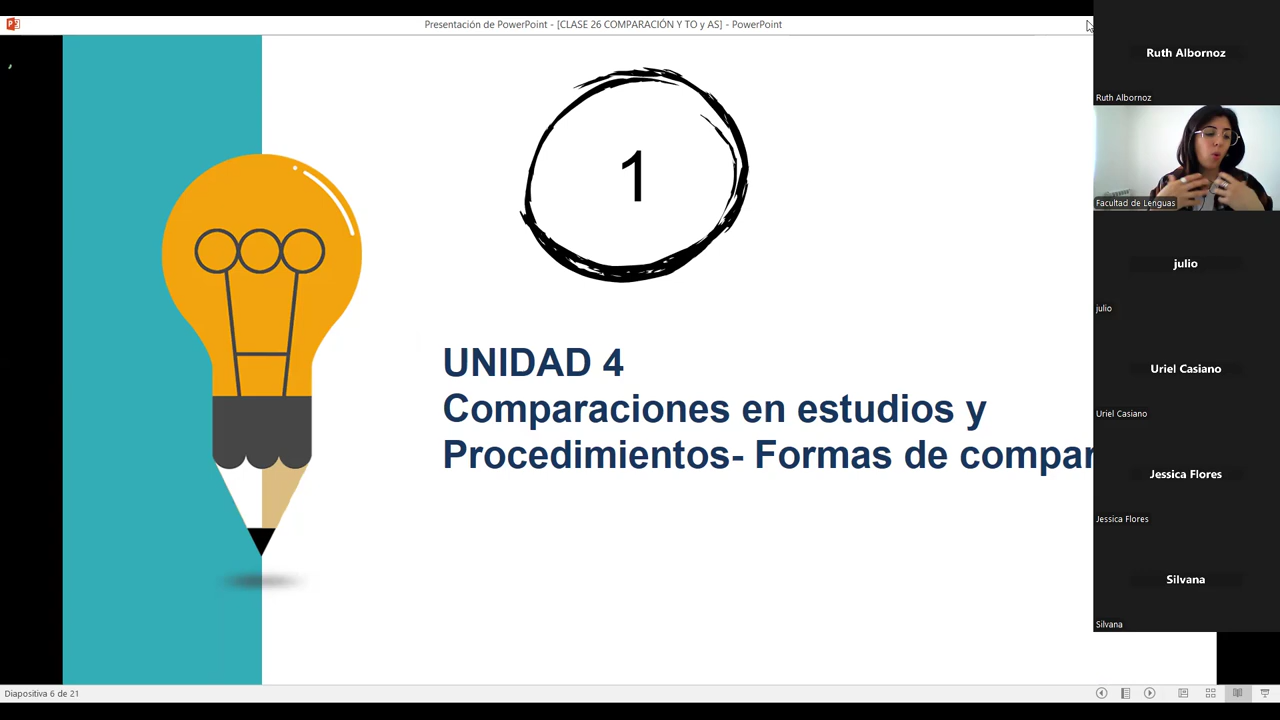 Presentación de PowerPoint - [CLASE 26 COMPARACIÓN Y TO y AS] - PowerPoint
1
UNIDAD 4
Comparaciones en estudios y
Procedimientos- Formas de compar
Ruth Albornoz
Ruth Albornoz
Facultad de Lenguas
julio
julio
Uriel Casiano
Uriel Casiano
Jessica Flores
Jessica Flores
Silvana
Silvana
Diapositiva 6 de 21